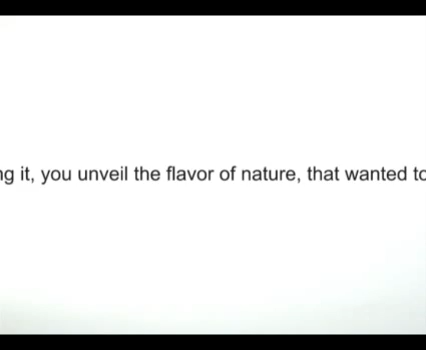 ng it, you unveil the flavor of nature, that wanted to